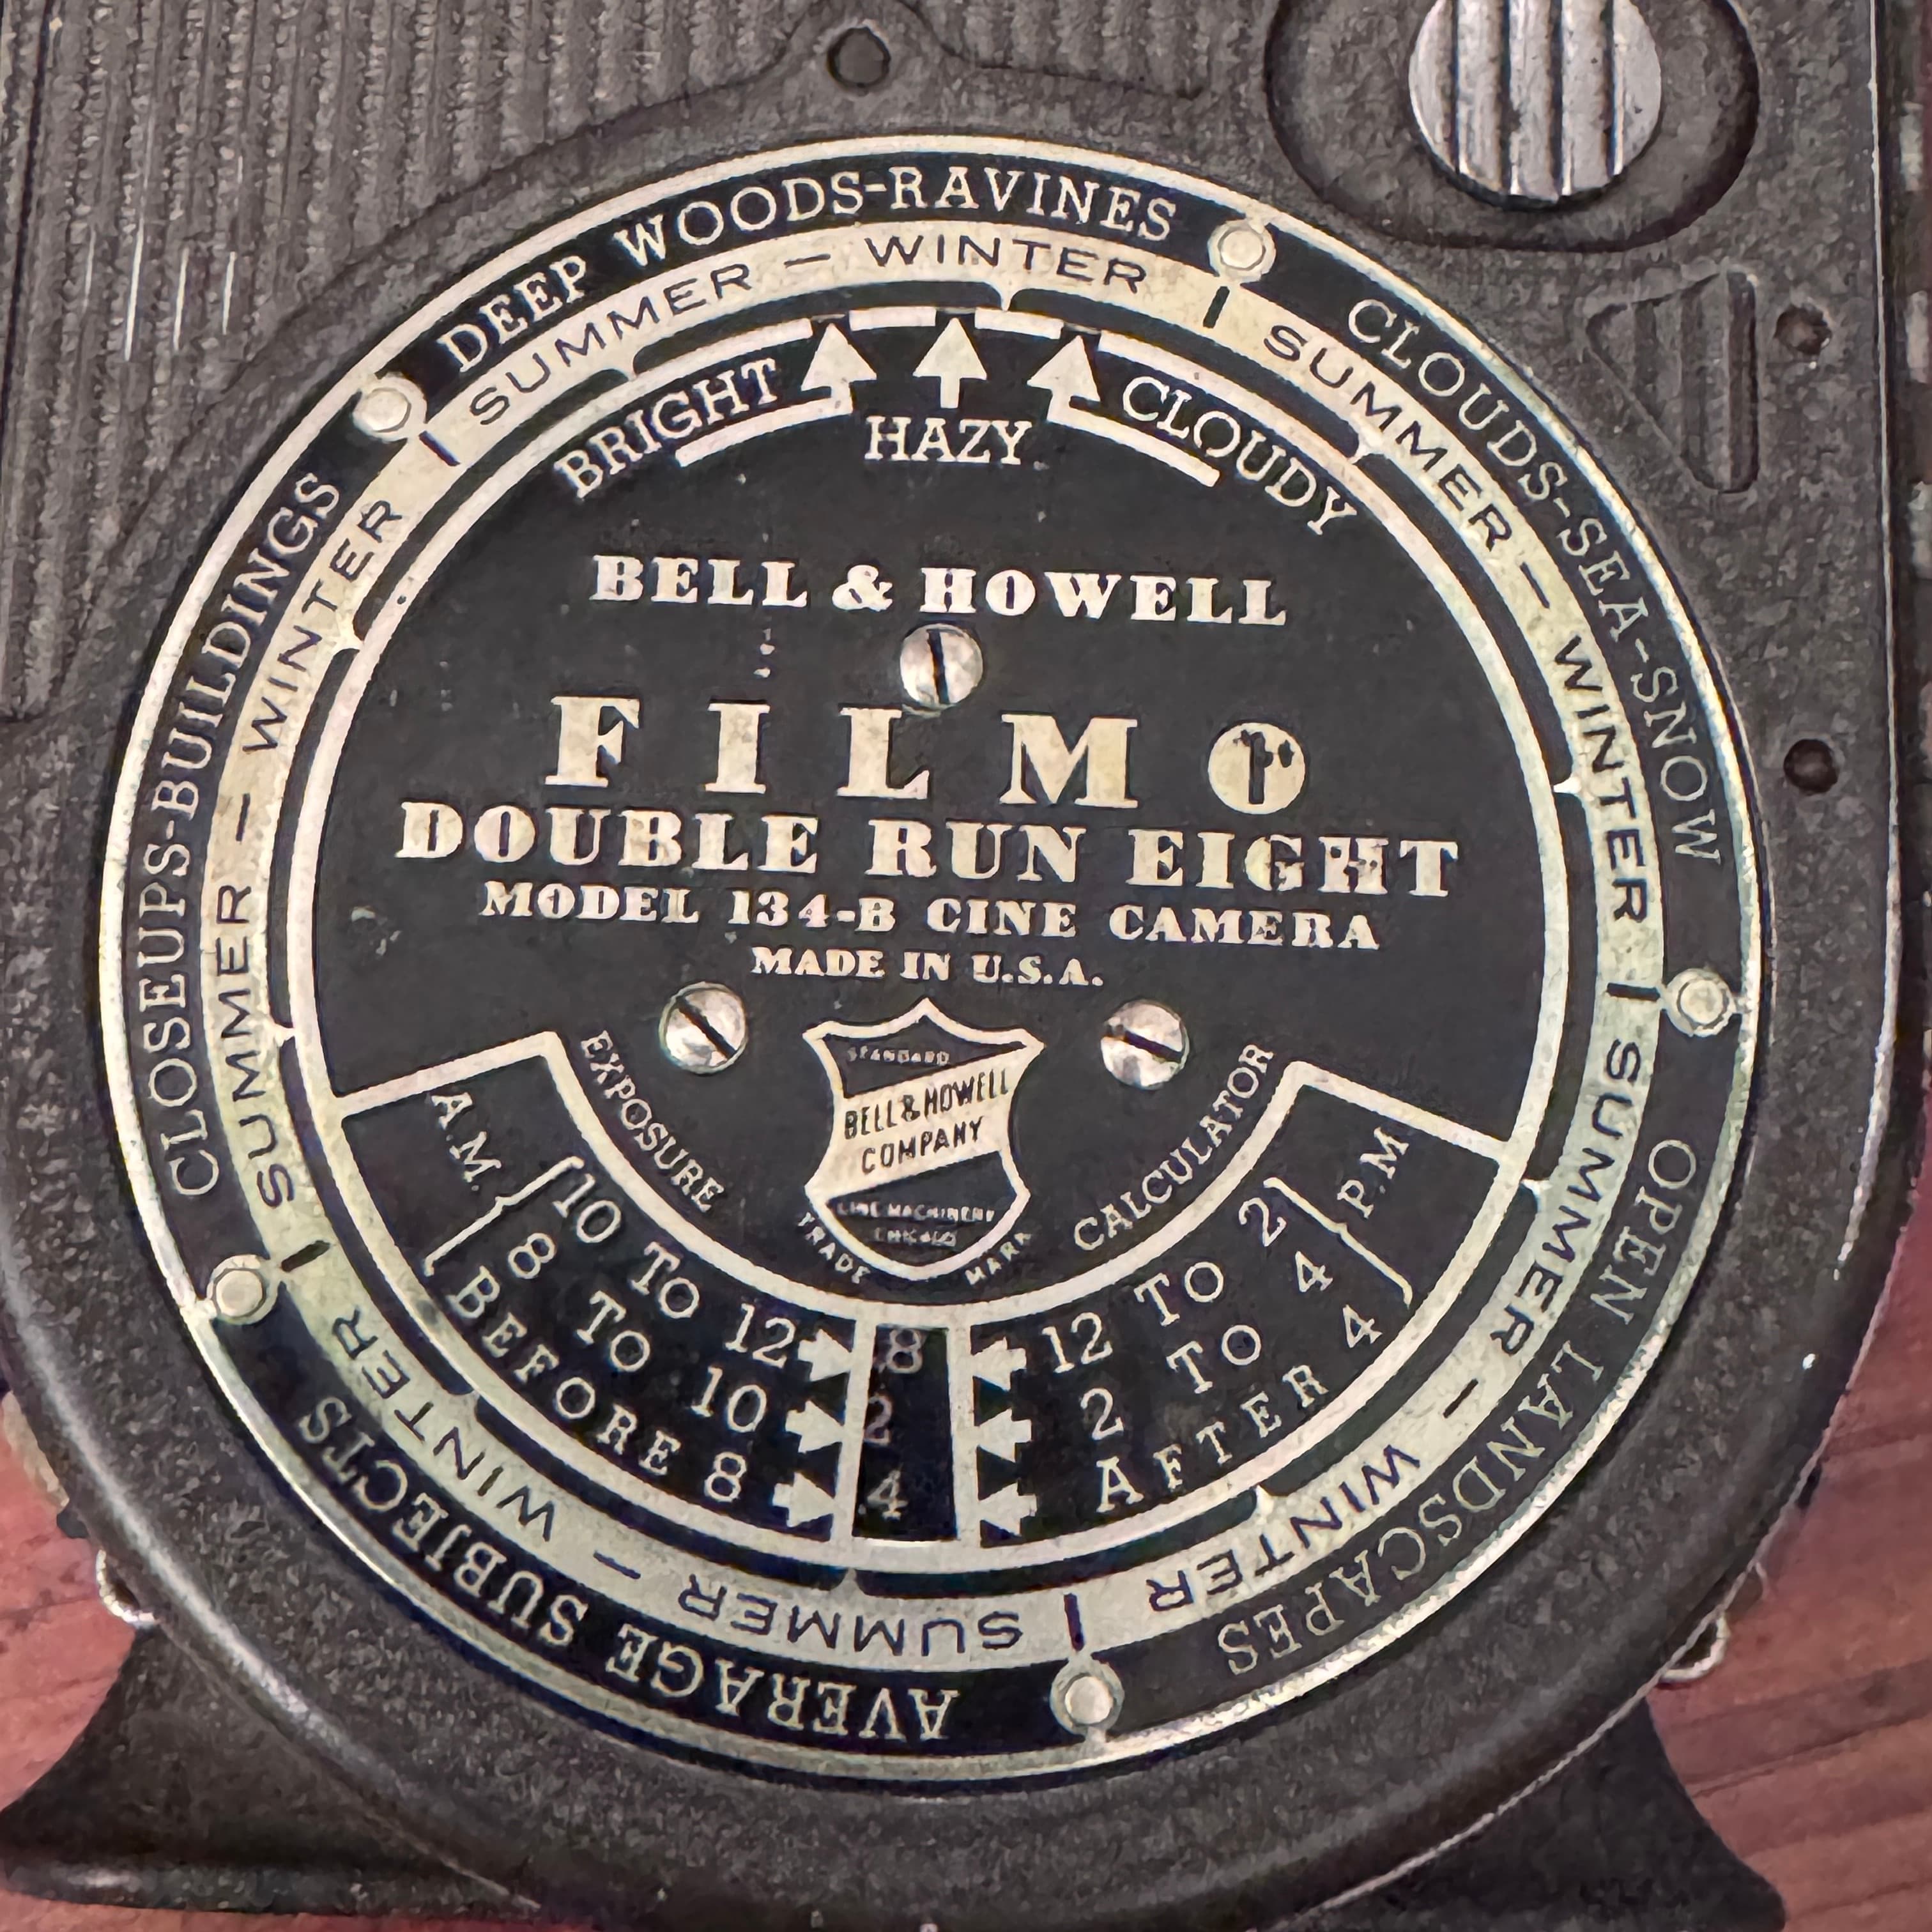 DEEP WOODS-RAVINES
SUMMER - WINTER
CLOUDS-SEA-SNOW
SUMMER - WINTER
OPEN LANDSCAPES
SUMMER - WINTER
AVERAGE SUBJECTS
SUMMER - WINTER
CLOSEUPS-BUILDINGS
SUMMER - WINTER
BRIGHT
HAZY
CLOUDY
BELL & HOWELL
FILMO
DOUBLE RUN EIGHT
MODEL 134-B CINE CAMERA
MADE IN U.S.A.
EXPOSURE
CALCULATOR
STANDARD
BELL & HOWELL
COMPANY
CINE MACHINERY
CHICAGO
TRADE MARK
A.M.
10 TO 12
8 TO 10
BEFORE 8
8
2
4
P.M
12 TO 2
2 TO 4
AFTER 4